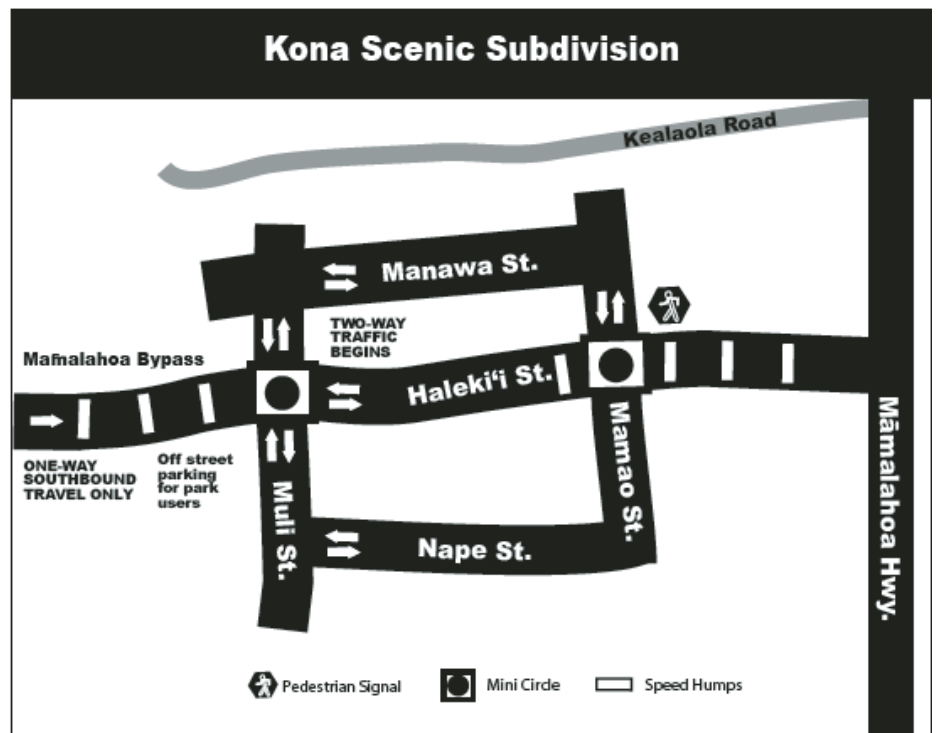 Kona Scenic Subdivision
Kealaola Road
Manawa St.
TWO-WAY
TRAFFIC
BEGINS
Mamalahoa Bypass
Haleki‘i St.
ONE-WAY
SOUTHBOUND
TRAVEL ONLY
Off street
parking
for park
users
Muli St.
Mamao St.
Māmalahoa Hwy.
Nape St.
Pedestrian Signal
Mini Circle
Speed Humps